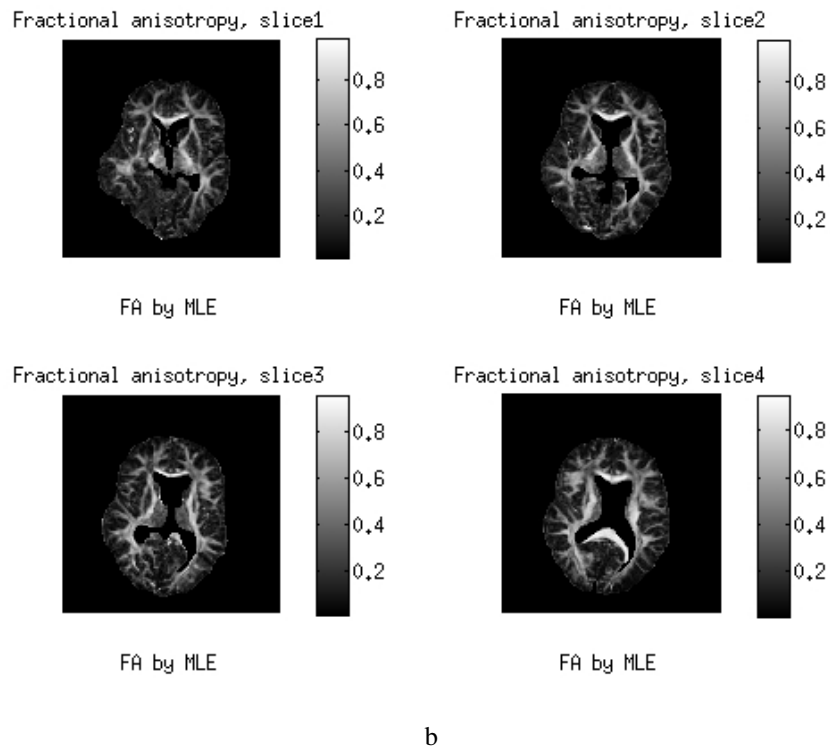 Fractional anisotropy, slice1
0.8
0.6
0.4
0.2
FA by MLE
Fractional anisotropy, slice2
0.8
0.6
0.4
0.2
FA by MLE
Fractional anisotropy, slice3
0.8
0.6
0.4
0.2
FA by MLE
Fractional anisotropy, slice4
0.8
0.6
0.4
0.2
FA by MLE
b